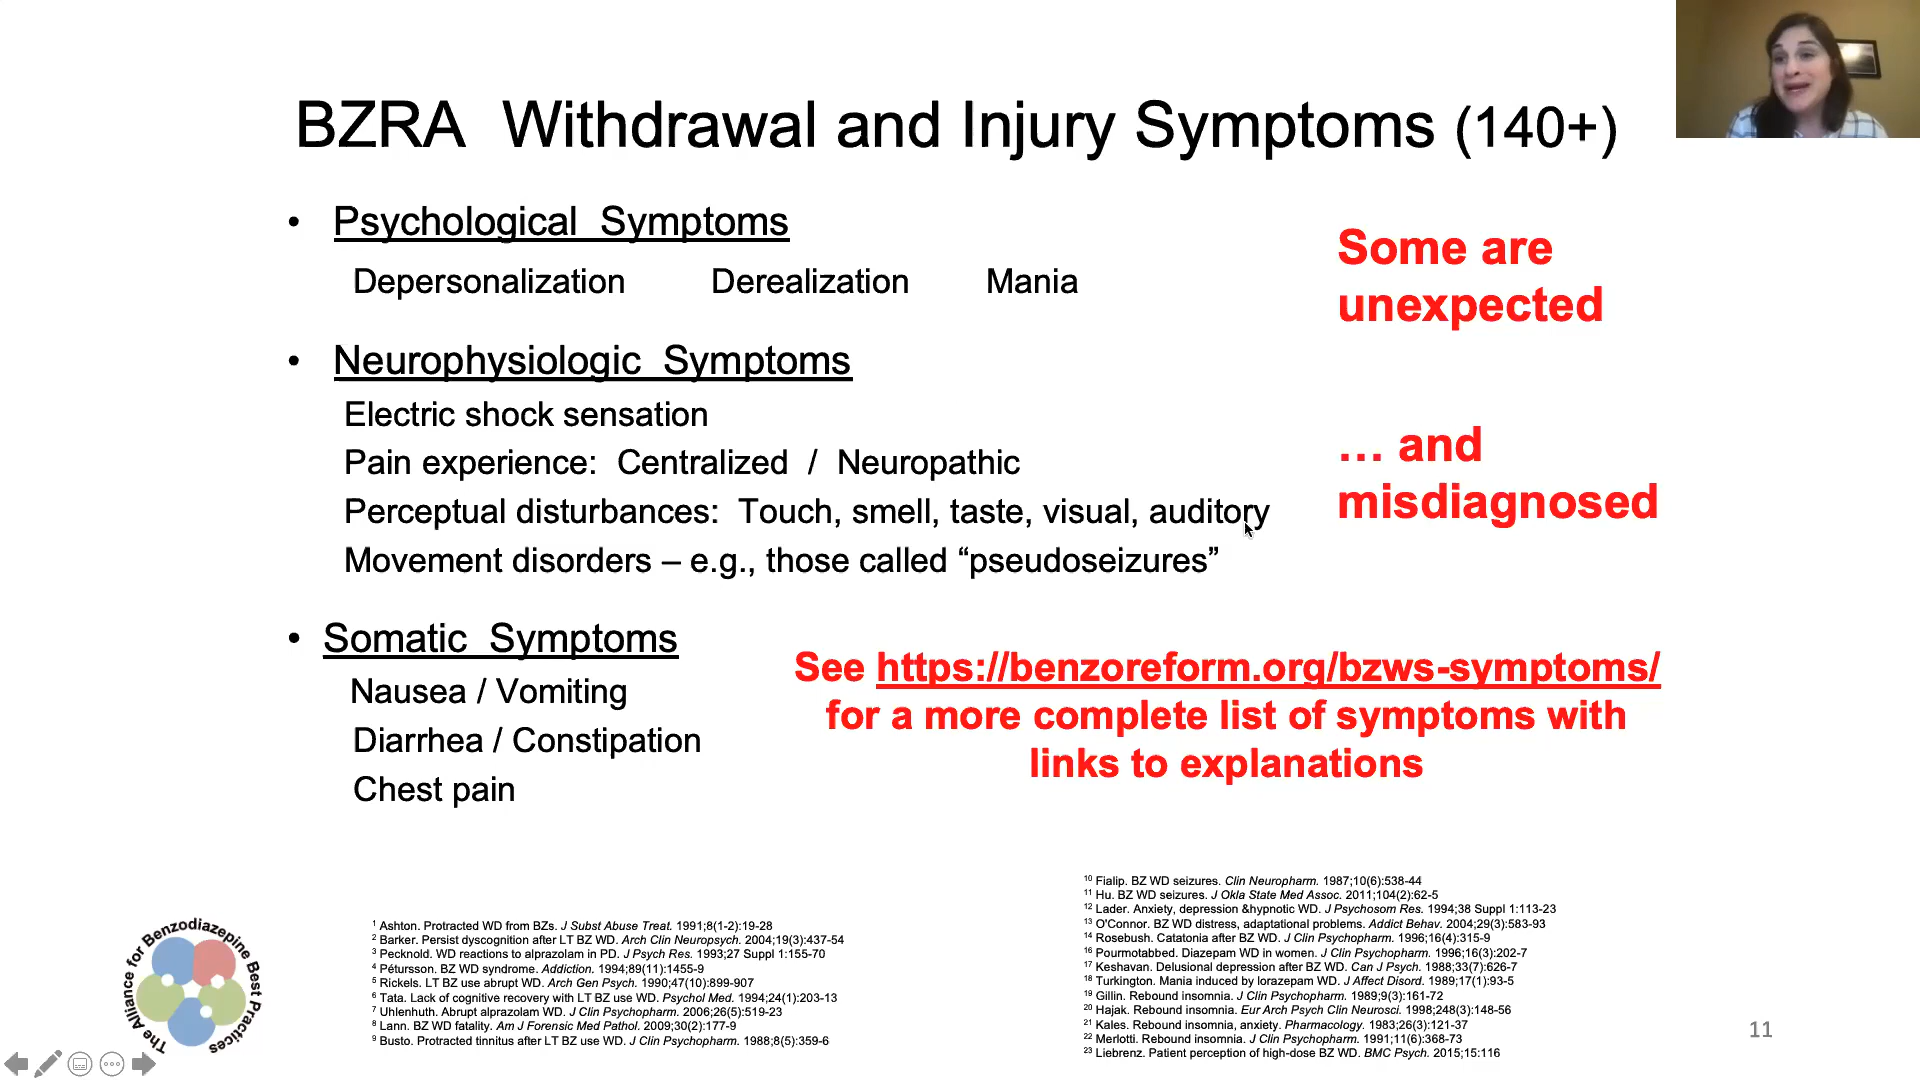 BZRA Withdrawal and Injury Symptoms (140+)
• Psychological Symptoms
Depersonalization Derealization Mania
• Neurophysiologic Symptoms
Electric shock sensation
Pain experience: Centralized / Neuropathic
Perceptual disturbances: Touch, smell, taste, visual, auditory
Movement disorders – e.g., those called “pseudoseizures”
• Somatic Symptoms
Nausea / Vomiting
Diarrhea / Constipation
Chest pain
Some are
unexpected
… and
misdiagnosed
See https://benzoreform.org/bzws-symptoms/
for a more complete list of symptoms with
links to explanations
The Alliance for Benzodiazepine Best Practices
1 Ashton. Protracted WD from BZs. J Subst Abuse Treat. 1991;8(1-2):19-28
2 Barker. Persist dyscognition after LT BZ WD. Arch Clin Neuropsych. 2004;19(3):437-54
3 Pecknold. WD reactions to alprazolam in PD. J Psych Res. 1993;27 Suppl 1:155-70
4 Pétursson. BZ WD syndrome. Addiction. 1994;89(11):1455-9
5 Rickels. LT BZ use abrupt WD. Arch Gen Psych. 1990;47(10):899-907
6 Tata. Lack of cognitive recovery with LT BZ use WD. Psychol Med. 1994;24(1):203-13
7 Uhlenhuth. Abrupt alprazolam WD. J Clin Psychopharm. 2006;26(5):519-23
8 Lann. BZ WD fatality. Am J Forensic Med Pathol. 2009;30(2):177-9
9 Busto. Protracted tinnitus after LT BZ use WD. J Clin Psychopharm. 1988;8(5):359-6
10 Fialip. BZ WD seizures. Clin Neuropharm. 1987;10(6):538-44
11 Hu. BZ WD seizures. J Okla State Med Assoc. 2011;104(2):62-5
12 Lader. Anxiety, depression &hypnotic WD. J Psychosom Res. 1994;38 Suppl 1:113-23
13 O'Connor. BZ WD distress, adaptational problems. Addict Behav. 2004;29(3):583-93
14 Rosebush. Catatonia after BZ WD. J Clin Psychopharm. 1996;16(4):315-9
16 Pourmotabbed. Diazepam WD in women. J Clin Psychopharm. 1996;16(3):202-7
17 Keshavan. Delusional depression after BZ WD. Can J Psych. 1988;33(7):626-7
18 Turkington. Mania induced by lorazepam WD. J Affect Disord. 1989;17(1):93-5
19 Gillin. Rebound insomnia. J Clin Psychopharm. 1989;9(3):161-72
20 Hajak. Rebound insomnia. Eur Arch Psych Clin Neurosci. 1998;248(3):148-56
21 Kales. Rebound insomnia, anxiety. Pharmacology. 1983;26(3):121-37
22 Merlotti. Rebound insomnia. J Clin Psychopharm. 1991;11(6):368-73
23 Liebrenz. Patient perception of high-dose BZ WD. BMC Psych. 2015;15:116
11